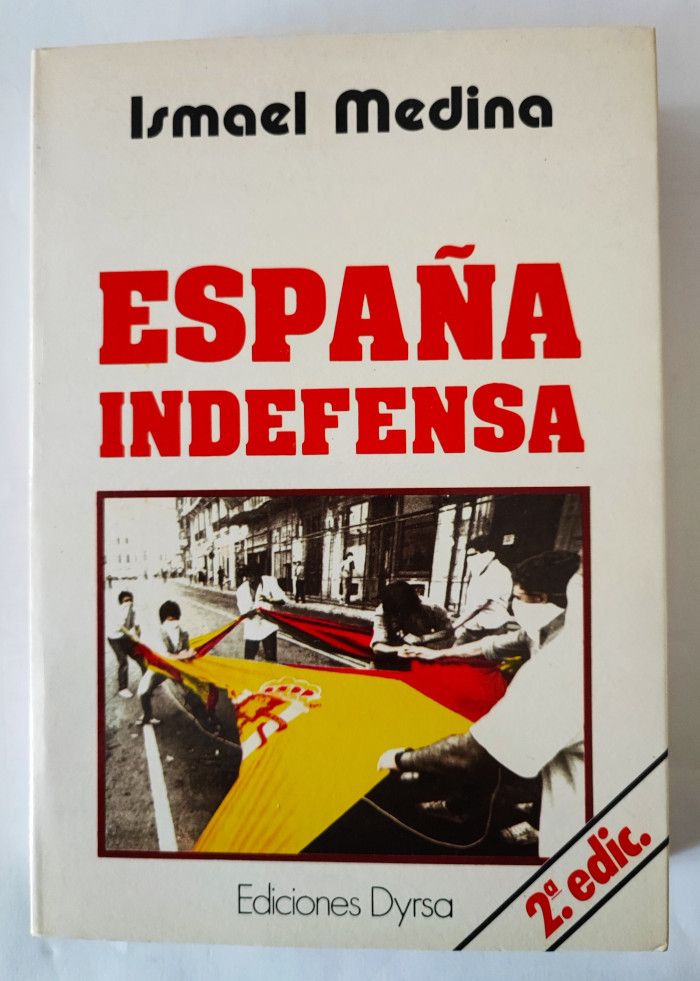 Ismael Medina
ESPAÑA
INDEFENSA
Ediciones Dyrsa
2ª. edic.